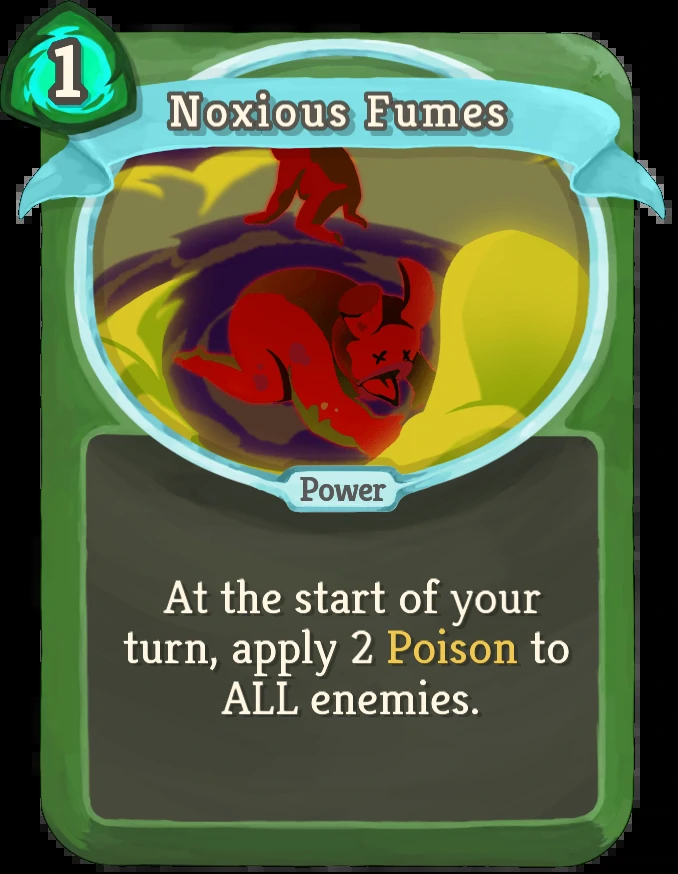 1
Noxious Fumes
Power
At the start of your
turn, apply 2 Poison to
ALL enemies.